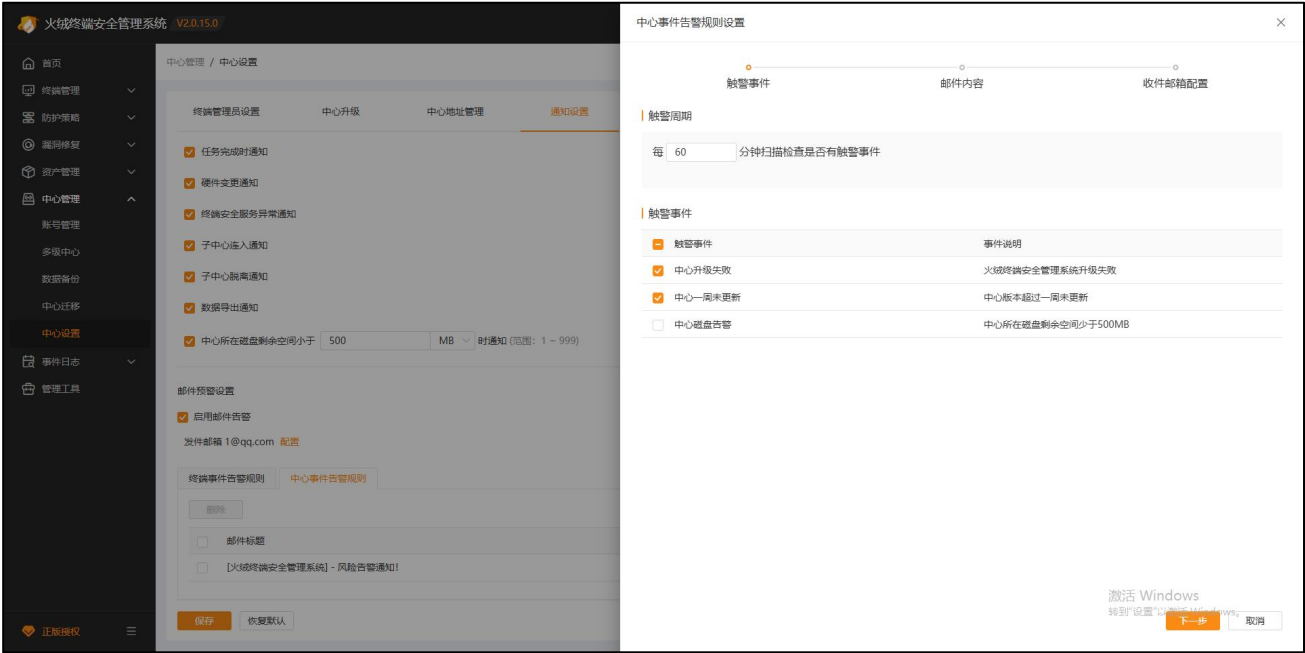 火绒终端安全管理系统 V2.0.15.0
首页
终端管理
防护策略
漏洞修复
资产管理
中心管理
账号管理
多级中心
数据备份
中心迁移
中心设置
事件日志
管理工具
正版授权
中心管理 / 中心设置
终端管理员设置 中心升级 中心地址管理 通知设置
任务完成时通知
硬件变更通知
终端安全服务异常通知
子中心连入通知
子中心脱离通知
数据导出通知
中心所在磁盘剩余空间小于 500 MB 时通知 (范围：1 ~ 999)
邮件预警设置
启用邮件告警
发件邮箱 1@qq.com 配置
终端事件告警规则 中心事件告警规则
删除
邮件标题
[火绒终端安全管理系统] - 风险告警通知!
保存 恢复默认
中心事件告警规则设置
触警事件 邮件内容 收件邮箱配置
触警周期
每 60 分钟扫描检查是否有触警事件
触警事件
触警事件 事件说明
中心升级失败 火绒终端安全管理系统升级失败
中心一周未更新 中心版本超过一周未更新
中心磁盘告警 中心所在磁盘剩余空间少于500MB
激活 Windows
转到"设置"以激活 Windows。
下一步 取消